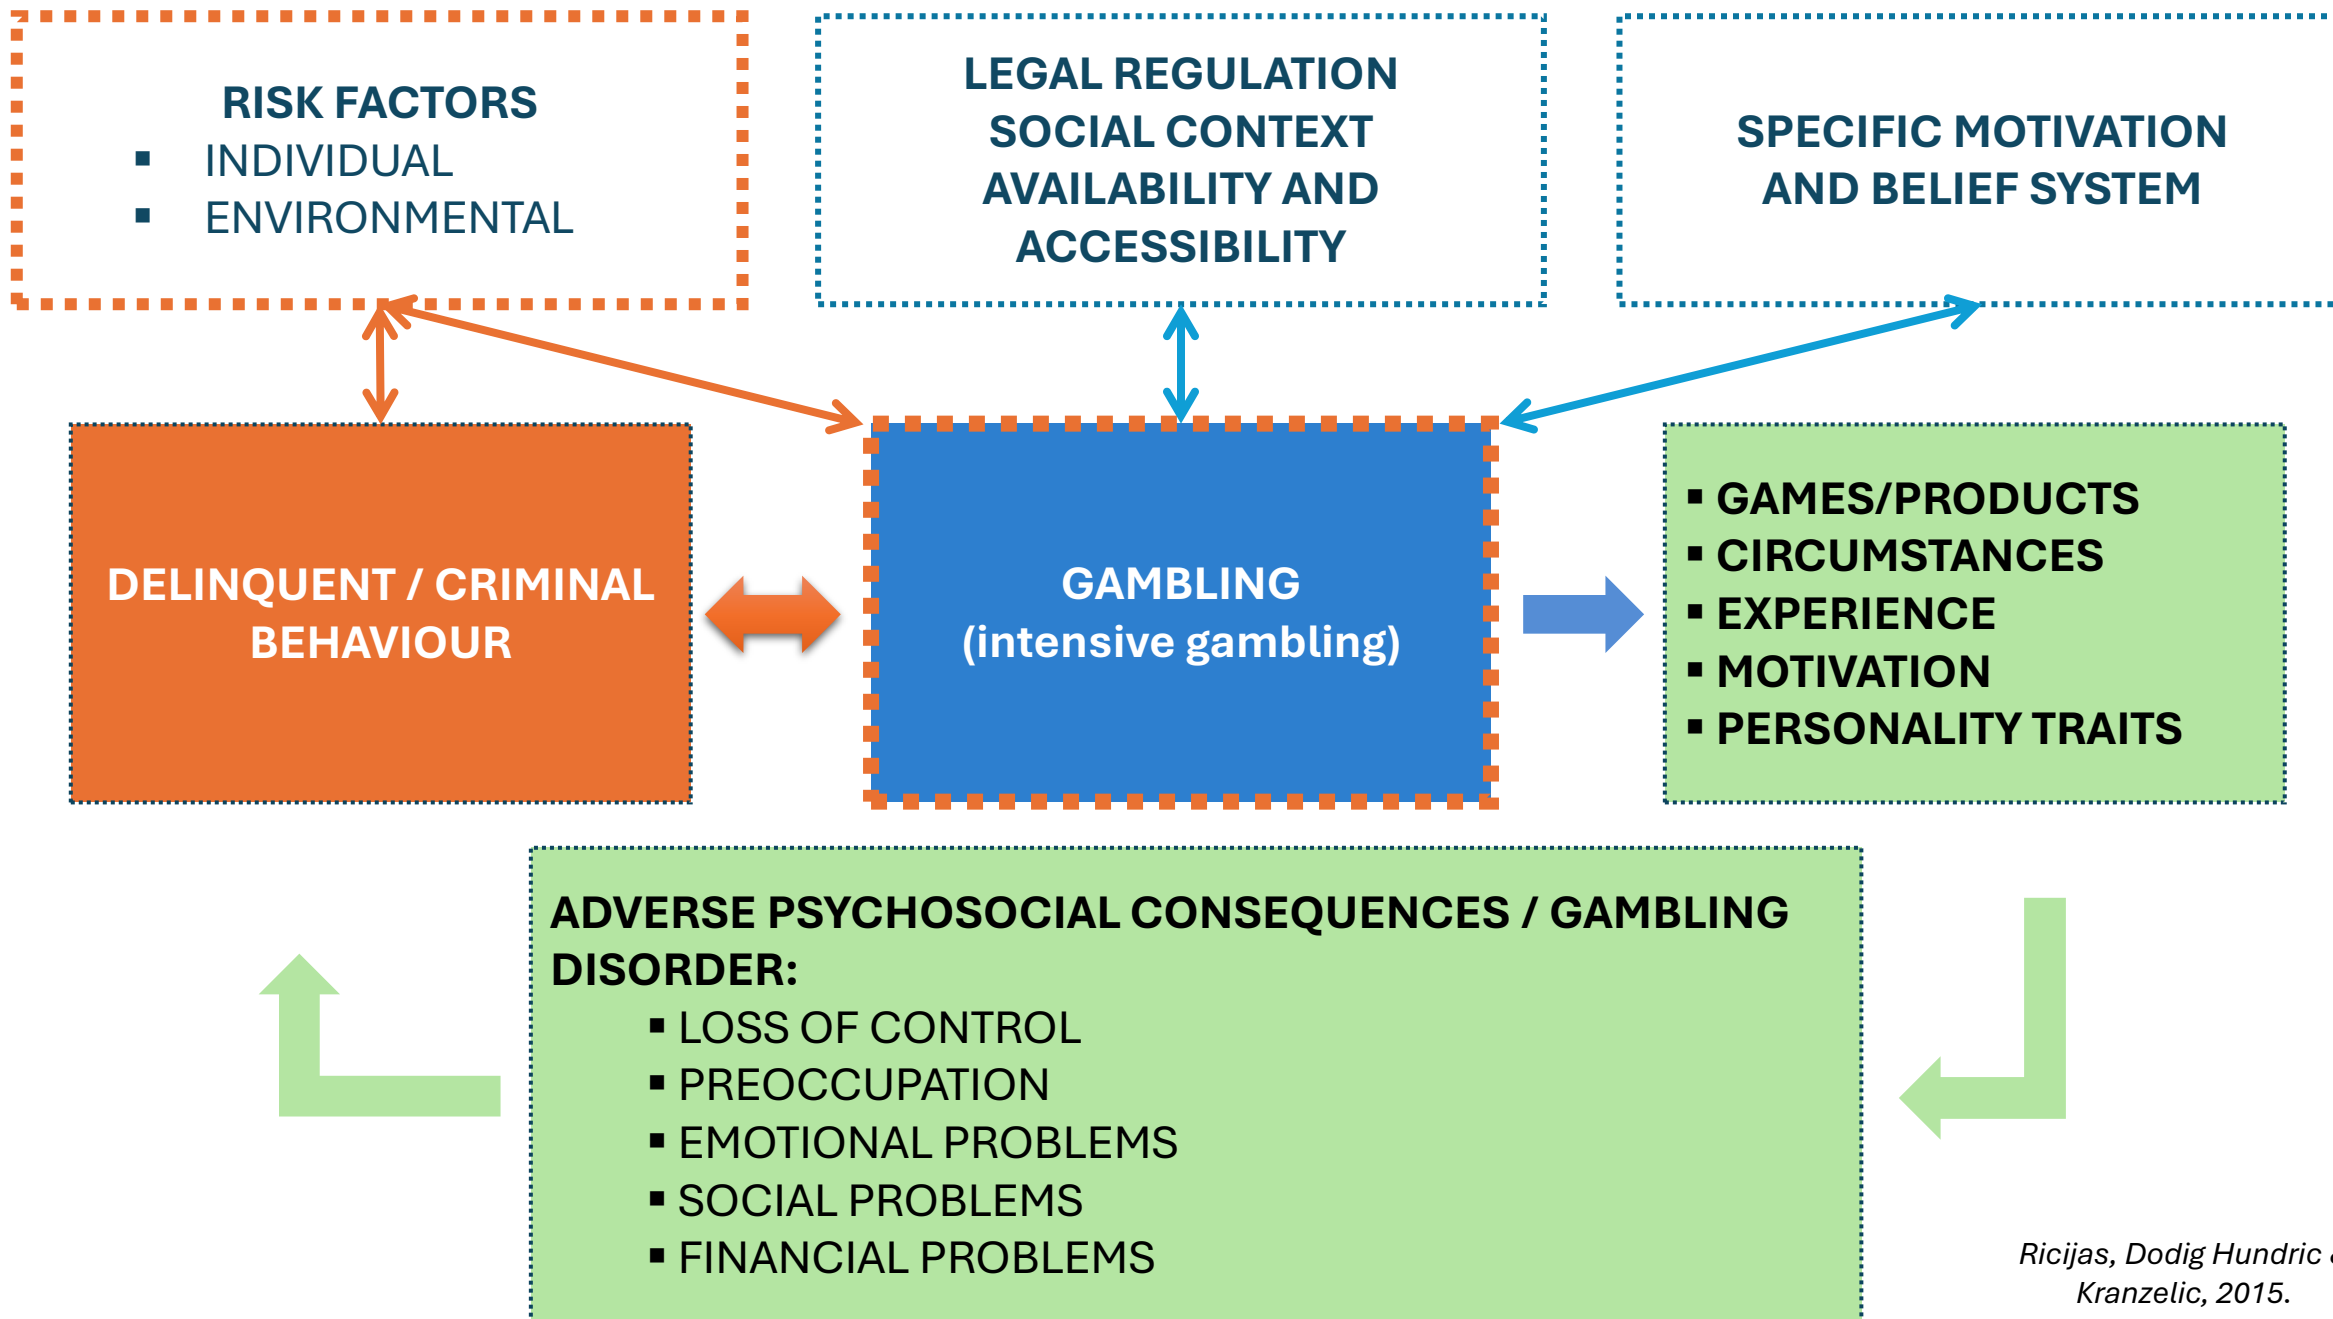 RISK FACTORS
▪ INDIVIDUAL
▪ ENVIRONMENTAL
LEGAL REGULATION
SOCIAL CONTEXT
AVAILABILITY AND
ACCESSIBILITY
SPECIFIC MOTIVATION
AND BELIEF SYSTEM
DELINQUENT / CRIMINAL
BEHAVIOUR
GAMBLING
(intensive gambling)
▪ GAMES/PRODUCTS
▪ CIRCUMSTANCES
▪ EXPERIENCE
▪ MOTIVATION
▪ PERSONALITY TRAITS
ADVERSE PSYCHOSOCIAL CONSEQUENCES / GAMBLING
DISORDER:
▪ LOSS OF CONTROL
▪ PREOCCUPATION
▪ EMOTIONAL PROBLEMS
▪ SOCIAL PROBLEMS
▪ FINANCIAL PROBLEMS
Ricijas, Dodig Hundric
Kranzelic, 2015.